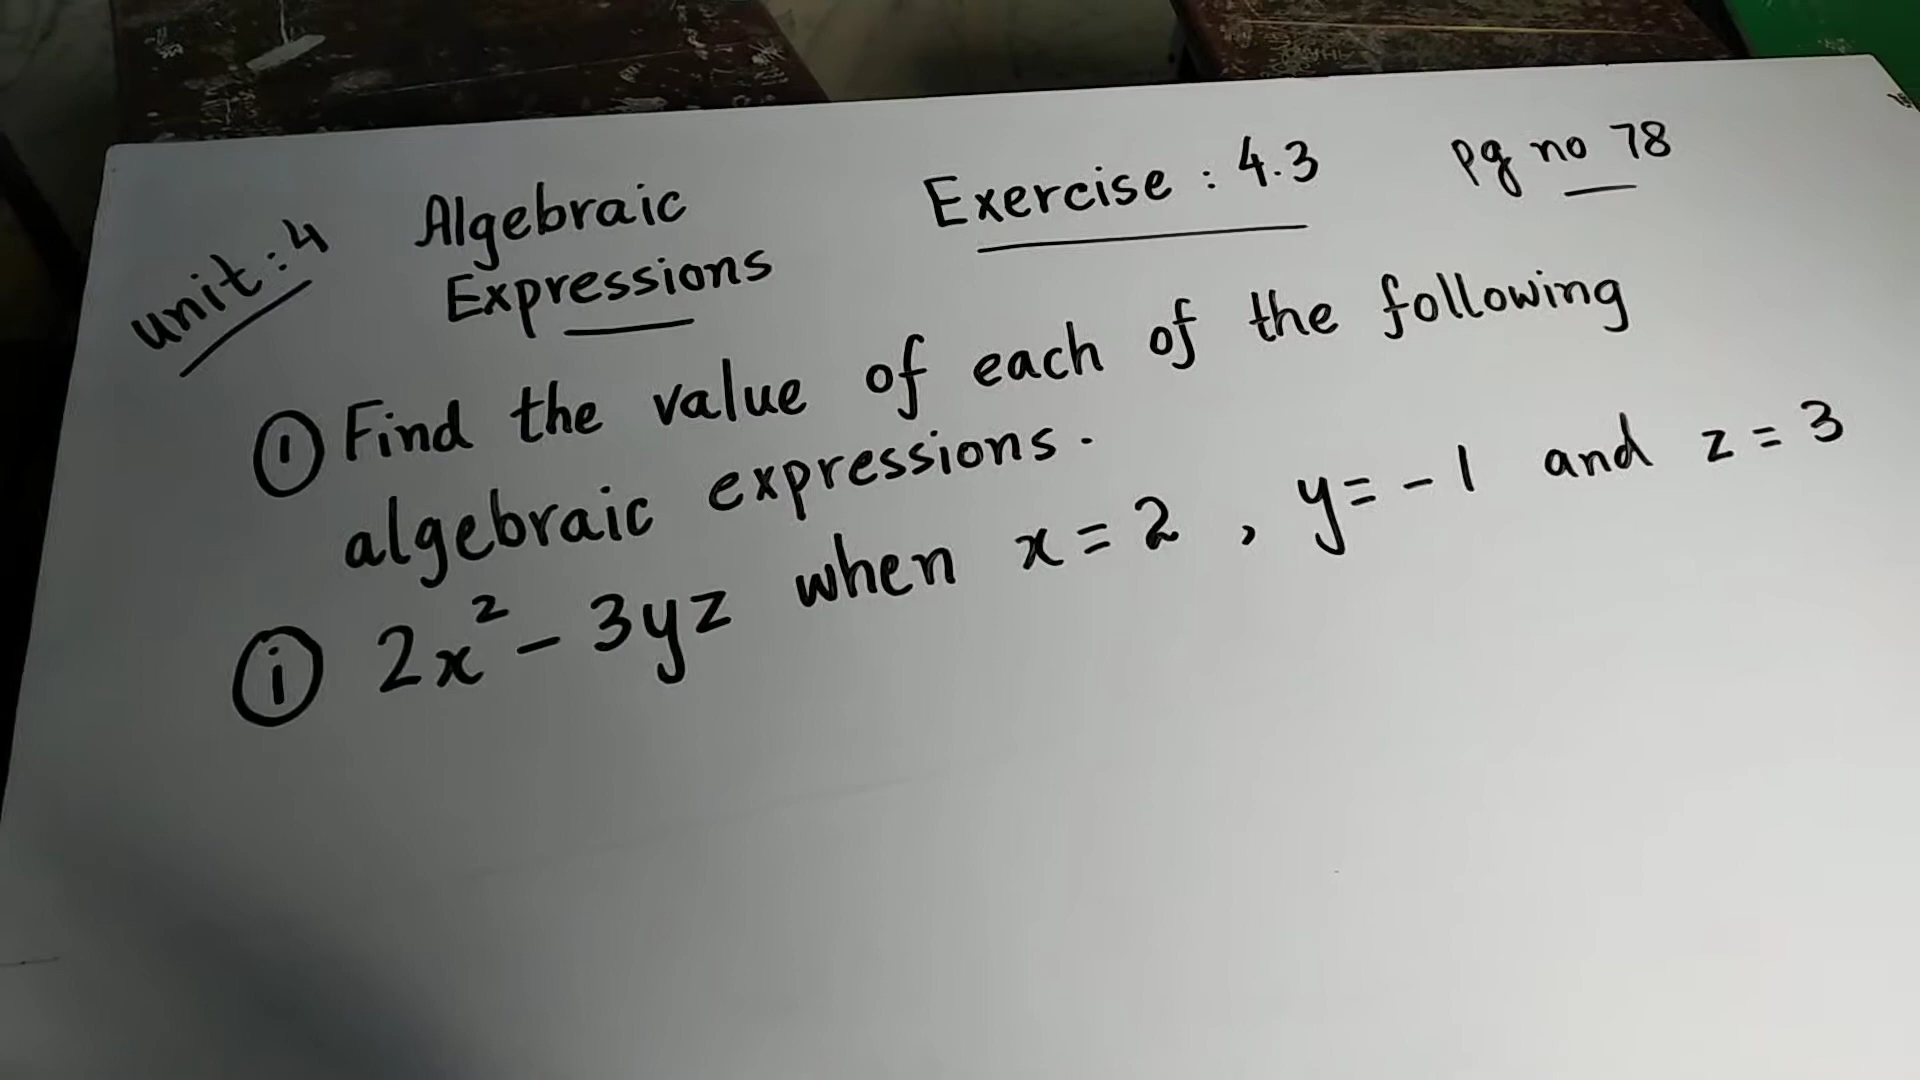 unit: 4 Algebraic Expressions Exercise : 4.3 Pg no 78
① Find the value of each of the following
algebraic expressions.
ⓘ 2x² - 3yz when x = 2 , y = -1 and z = 3